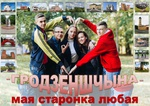 ГРОДЗЕНШЧЫНА
мая старонка любая